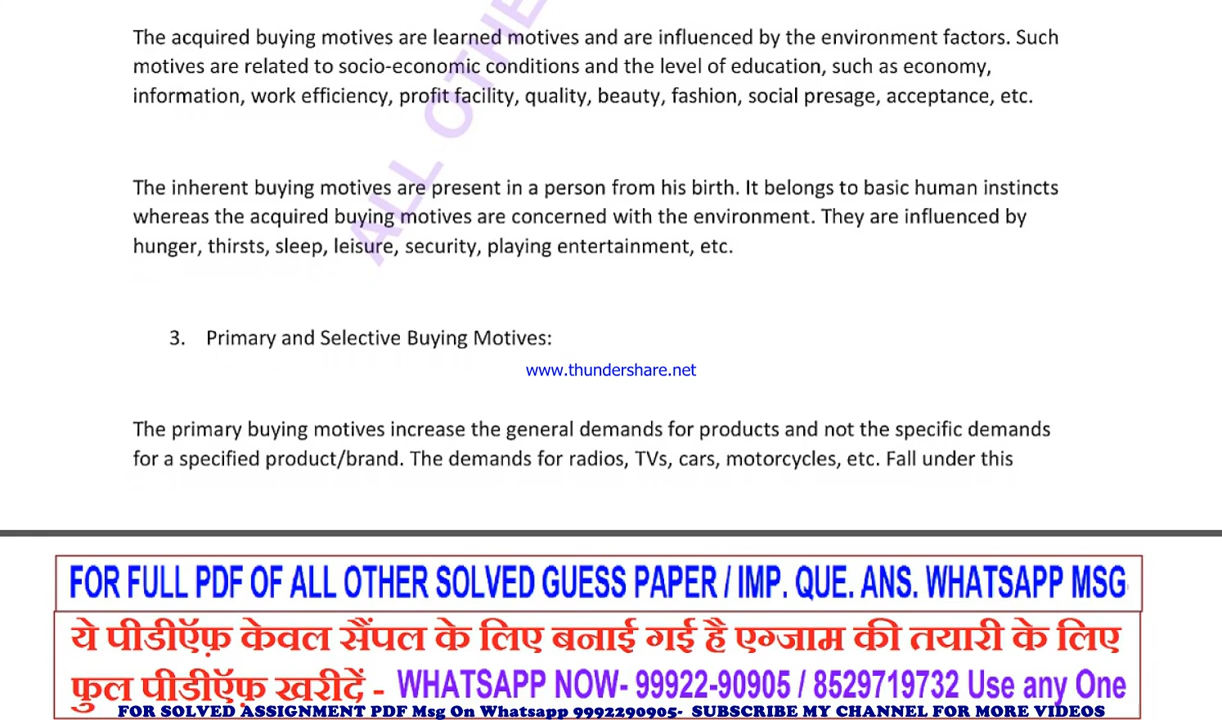 The acquired buying motives are learned motives and are influenced by the environment factors. Such
motives are related to socio-economic conditions and the level of education, such as economy,
information, work efficiency, profit facility, quality, beauty, fashion, social presage, acceptance, etc.
ALL OTHE
The inherent buying motives are present in a person from his birth. It belongs to basic human instincts
whereas the acquired buying motives are concerned with the environment. They are influenced by
hunger, thirsts, sleep, leisure, security, playing entertainment, etc.
3. Primary and Selective Buying Motives:
www.thundershare.net
The primary buying motives increase the general demands for products and not the specific demands
for a specified product/brand. The demands for radios, TVs, cars, motorcycles, etc. Fall under this
FOR FULL PDF OF ALL OTHER SOLVED GUESS PAPER / IMP. QUE. ANS. WHATSAPP MSG
ये पीडीऍफ़ केवल सैंपल के लिए बनाई गई है एग्जाम की तयारी के लिए
फुल पीडीऍफ़ खरीदें - WHATSAPP NOW- 99922-90905 / 8529719732 Use any One
FOR SOLVED ASSIGNMENT PDF Msg On Whatsapp 9992290905- SUBSCRIBE MY CHANNEL FOR MORE VIDEOS